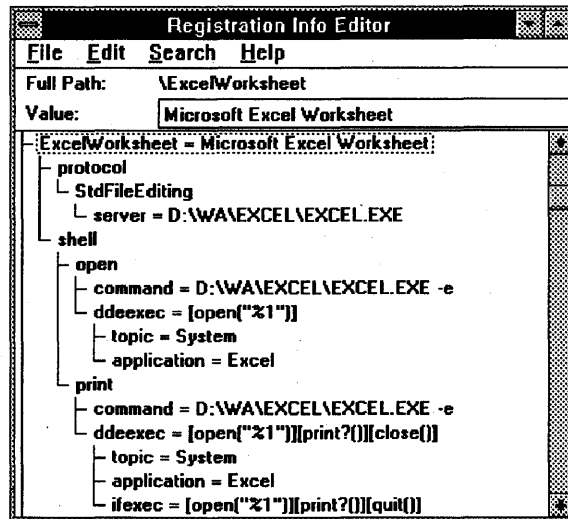 Registration Info Editor
File Edit Search Help
Full Path: \ExcelWorksheet
Value: Microsoft Excel Worksheet
ExcelWorksheet = Microsoft Excel Worksheet
protocol
StdFileEditing
server = D:\WA\EXCEL\EXCEL.EXE
shell
open
command = D:\WA\EXCEL\EXCEL.EXE -e
ddeexec = [open("%1")]
topic = System
application = Excel
print
command = D:\WA\EXCEL\EXCEL.EXE -e
ddeexec = [open("%1")][print?()][close()]
topic = System
application = Excel
ifexec = [open("%1")][print?()][quit()]